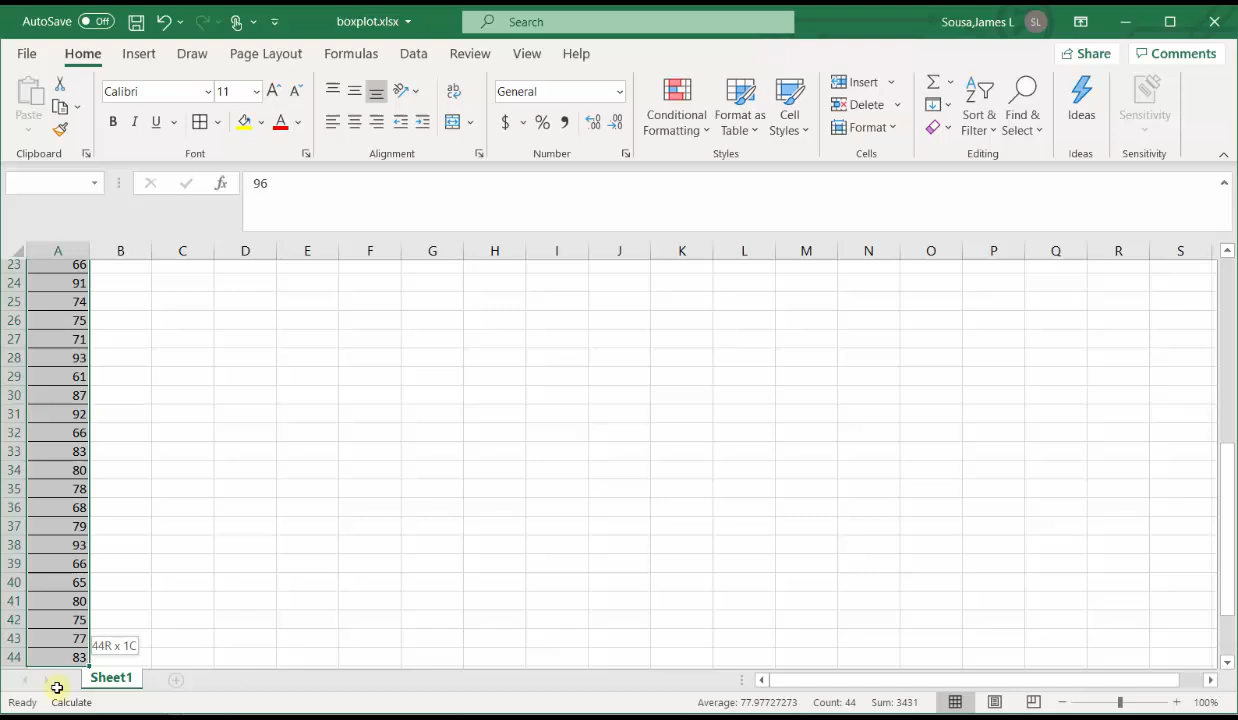 AutoSave Off boxplot.xlsx Search Sousa,James L SL
File Home Insert Draw Page Layout Formulas Data Review View Help Share Comments
Calibri 11 General Insert
Paste B I U $ % Conditional Formatting Format as Table Cell Styles Delete Format Sort & Filter Find & Select Ideas Sensitivity
Clipboard Font Alignment Number Styles Cells Editing Ideas Sensitivity
fx 96
A B C D E F G H I J K L M N O P Q R S
23 66
24 91
25 74
26 75
27 71
28 93
29 61
30 87
31 92
32 66
33 83
34 80
35 78
36 68
37 79
38 93
39 66
40 65
41 80
42 75
43 77 44R x 1C
44 83
Sheet1
Ready Calculate Average: 77.97727273 Count: 44 Sum: 3431 100%